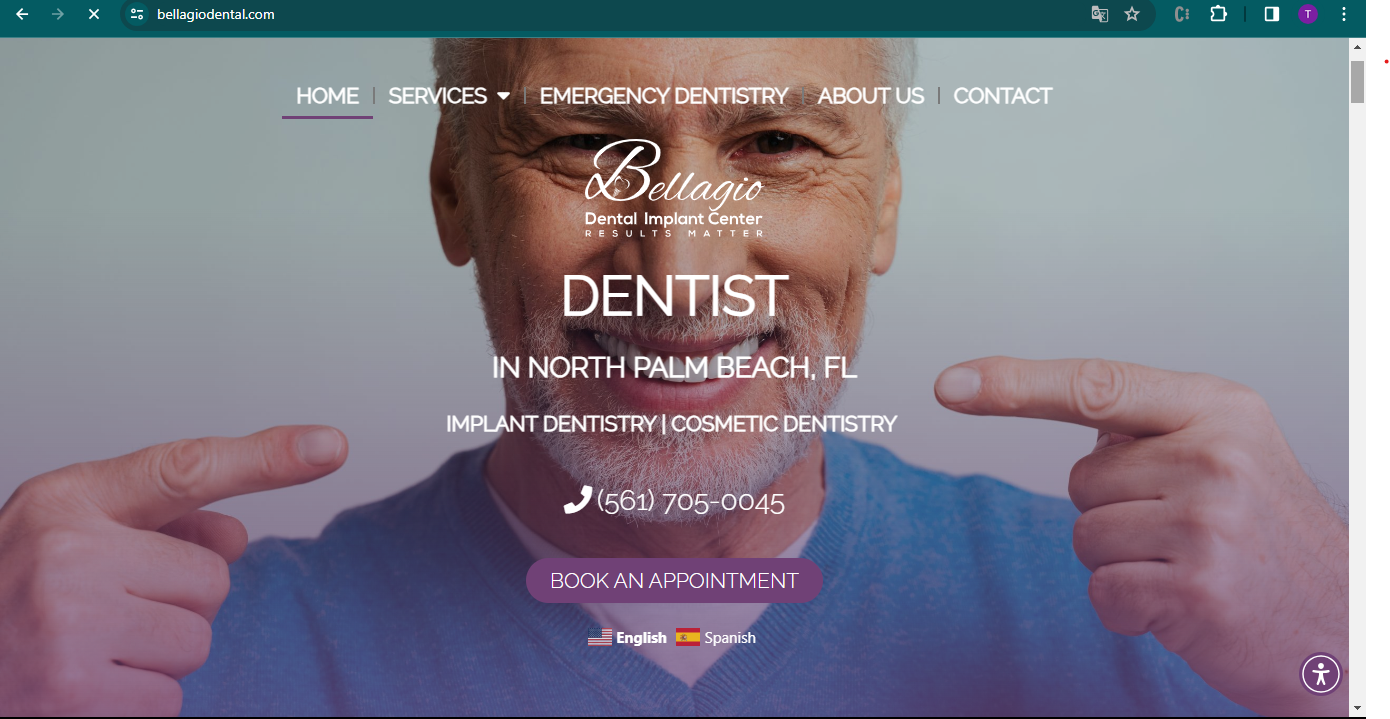 bellagiodental.com
T
HOME SERVICES EMERGENCY DENTISTRY ABOUT US CONTACT
Bellagio
Dental Implant Center
RESULTS MATTER
DENTIST
IN NORTH PALM BEACH, FL
IMPLANT DENTISTRY | COSMETIC DENTISTRY
(561) 705-0045
BOOK AN APPOINTMENT
English Spanish